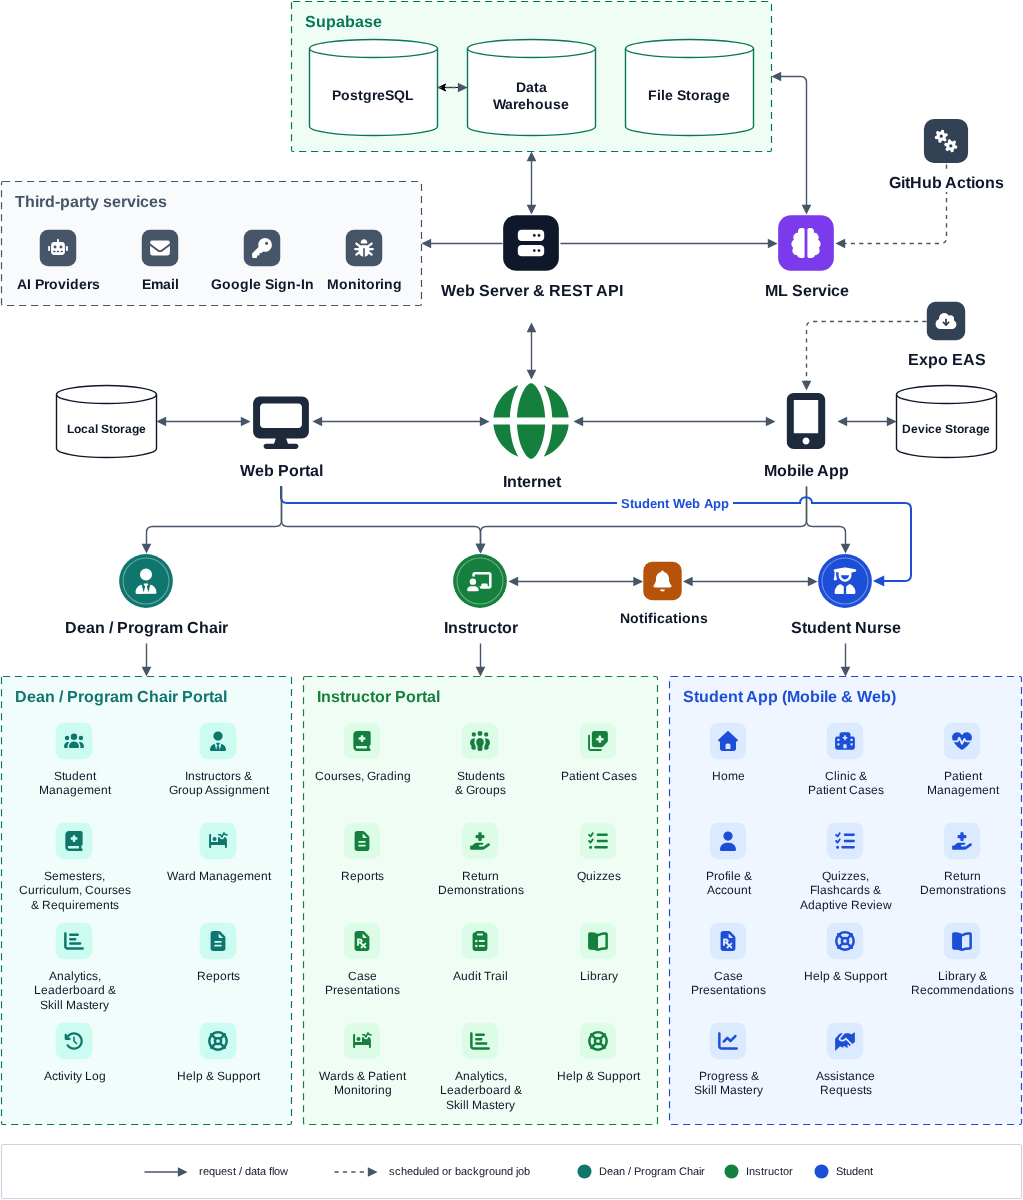 Supabase
PostgreSQL
Data
Warehouse
File Storage
GitHub Actions
Third-party services
AI Providers
Email
Google Sign-In
Monitoring
Web Server & REST API
ML Service
Expo EAS
Local Storage
Device Storage
Web Portal
Internet
Mobile App
Student Web App
Dean / Program Chair
Instructor
Notifications
Student Nurse
Dean / Program Chair Portal
Student
Management
Instructors &
Group Assignment
Semesters,
Curriculum, Courses
& Requirements
Ward Management
Analytics,
Leaderboard &
Skill Mastery
Reports
Activity Log
Help & Support
Instructor Portal
Courses, Grading
Students
& Groups
Patient Cases
Reports
Return
Demonstrations
Quizzes
Case
Presentations
Audit Trail
Library
Wards & Patient
Monitoring
Analytics,
Leaderboard &
Skill Mastery
Help & Support
Student App (Mobile & Web)
Home
Clinic &
Patient Cases
Patient
Management
Profile &
Account
Quizzes,
Flashcards &
Adaptive Review
Return
Demonstrations
Case
Presentations
Help & Support
Library &
Recommendations
Progress &
Skill Mastery
Assistance
Requests
request / data flow
scheduled or background job
Dean / Program Chair
Instructor
Student